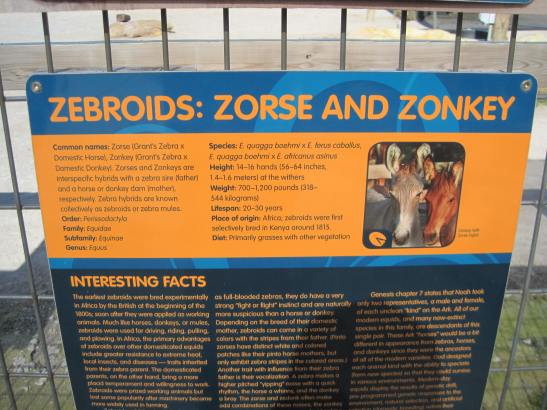 ZEBROIDS: ZORSE AND ZONKEY
Common names: Zorse (Grant's Zebra x
Domestic Horse), Zonkey (Grant's Zebra x
Domestic Donkey). Zorses and Zonkeys are
interspecific hybrids with a zebra sire (father)
and a horse or donkey dam (mother),
respectively. Zebra hybrids are known
collectively as zebroids or zebra mules.
Order: Perissodactyla
Family: Equidae
Subfamily: Equinae
Genus: Equus
Species: E. quagga boehmi x E. ferus caballus,
E. quagga boehmi x E. africanus asinus
Height: 14–16 hands (56–64 inches,
1.4–1.6 meters) at the withers
Weight: 700–1,200 pounds (318–
544 kilograms)
Lifespan: 20–30 years
Place of origin: Africa; zebroids were first
selectively bred in Kenya around 1815.
Diet: Primarily grasses with other vegetation
INTERESTING FACTS
The earliest zebroids were bred experimentally
in Africa by the British at the beginning of the
1800s; soon after they were applied as working
animals. Much like horses, donkeys, or mules,
zebroids were used for driving, riding, pulling,
and plowing. In Africa, the primary advantages
of zebroids over other domesticated equids
include greater resistance to extreme heat,
local insects, and diseases — traits inherited
from their zebra parent. The domesticated
parents, on the other hand, bring a more
placid temperament and willingness to work.
Zebroids were prized working animals but
lost some popularity after machinery became
more widely used in farming.
as full-blooded zebras, they do have a very
strong "fight or flight" instinct and are naturally
more suspicious than a horse or donkey.
Depending on the breed of their domestic
mother, zebroids can come in a variety of
colors with the stripes from their father. (Pinto
zorses have distinct white and colored
patches like their pinto horse mothers, but
only exhibit zebra stripes in the colored areas.)
Another trait with influence from their zebra
father is their vocalization. A zebra makes a
higher pitched "yipping" noise with a quick
rhythm, the horse a whinny, and the donkey
a bray. The zorse and zonkey often make
odd combinations of these noises, the zonkey
Genesis chapter 7 states that Noah took
only two representatives, a male and female,
of each unclean "kind" on the Ark. All of our
modern equids, and many now-extinct
species in this family, are descendants of this
single pair. These Ark "horses" would be a bit
different in appearance from zebras, horses,
and donkeys since they were the ancestors
of all of the modern varieties. God designed
each animal kind with the ability to speciate